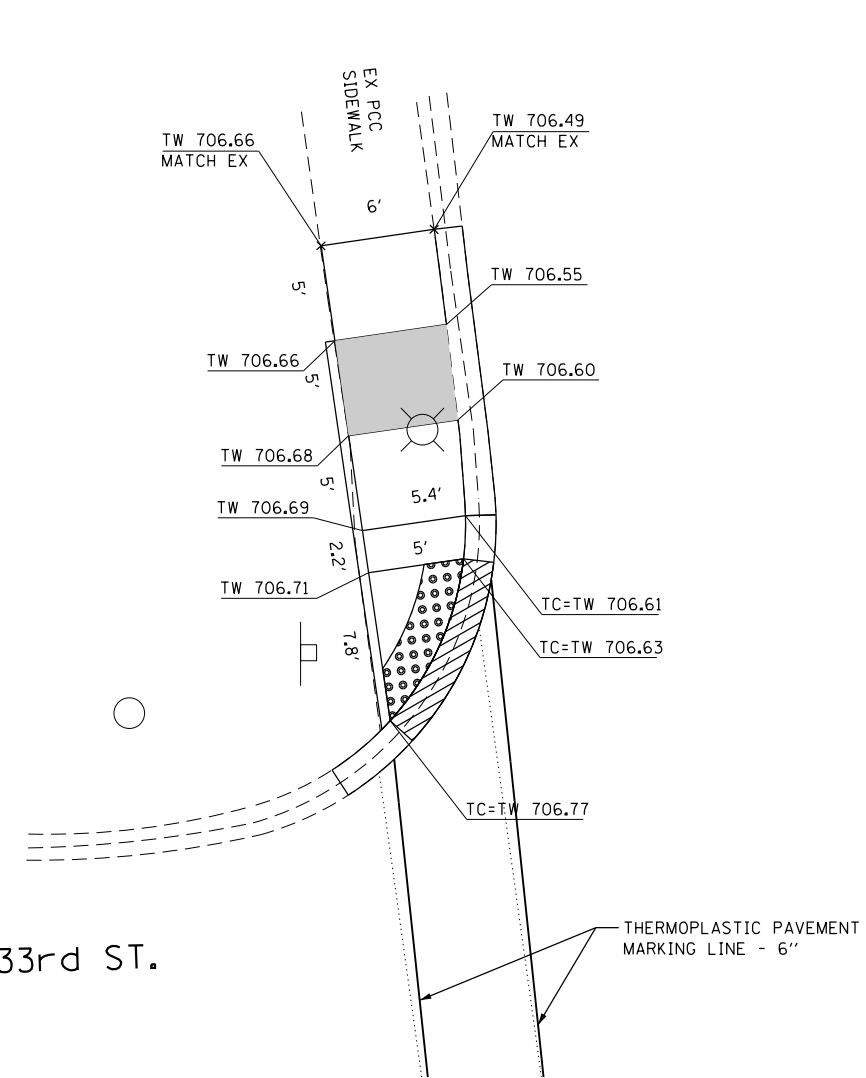 EX PCC
SIDEWALK
TW 706.66
MATCH EX
TW 706.49
MATCH EX
6'
5'
TW 706.55
TW 706.66
5'
TW 706.60
TW 706.68
5'
5.4'
TW 706.69
2.2'
5'
TW 706.71
TC=TW 706.61
TC=TW 706.63
7.8'
TC=TW 706.77
THERMOPLASTIC PAVEMENT
MARKING LINE - 6"
33rd ST.